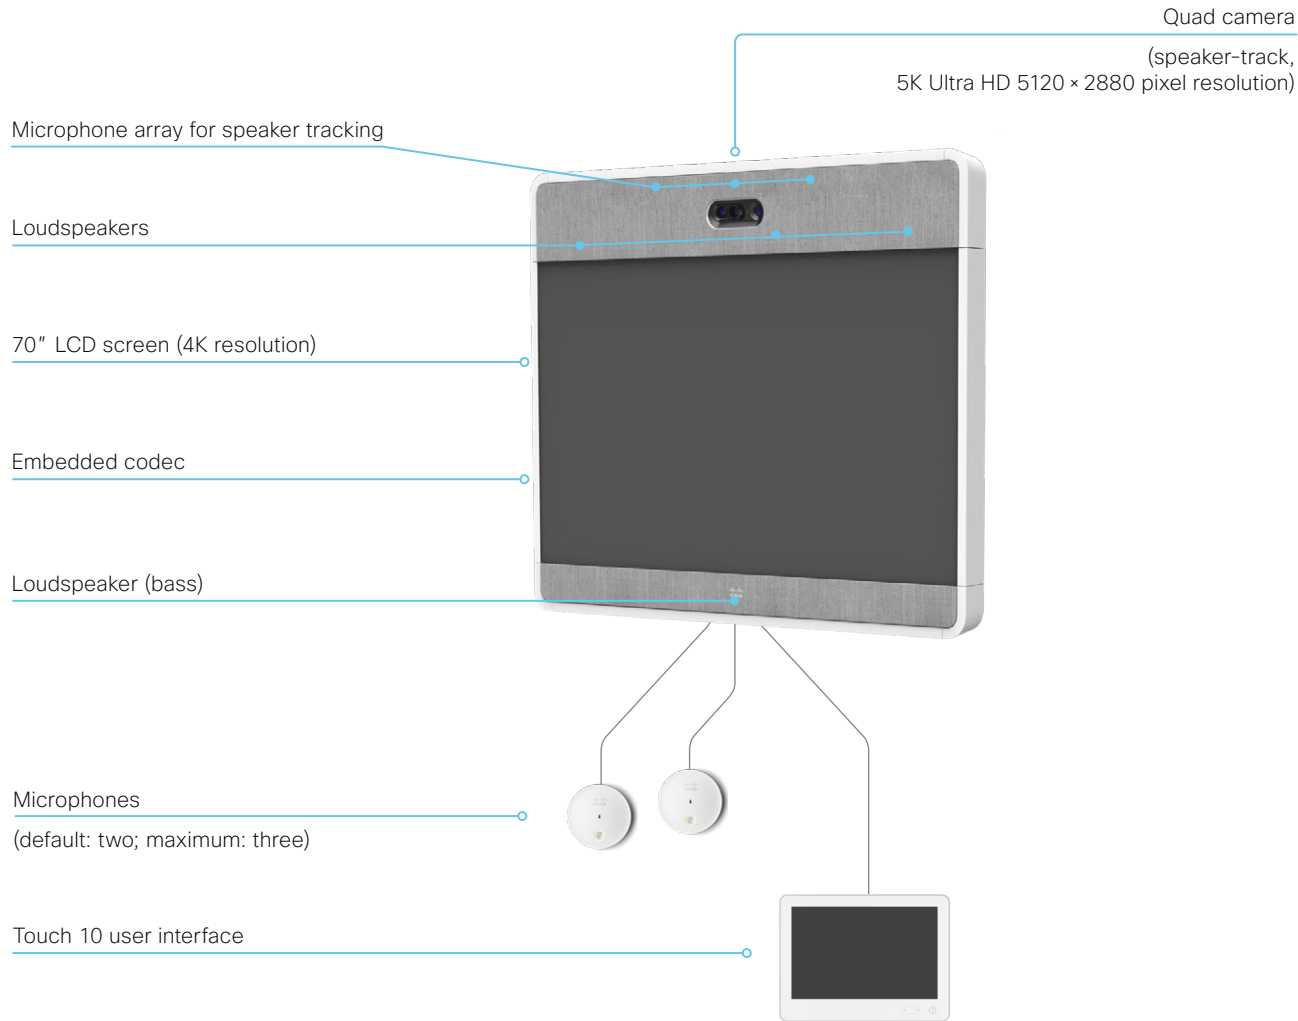 Quad camera
(speaker-track,
5K Ultra HD 5120 × 2880 pixel resolution)
Microphone array for speaker tracking
Loudspeakers
70" LCD screen (4K resolution)
Embedded codec
Loudspeaker (bass)
Microphones
(default: two; maximum: three)
Touch 10 user interface